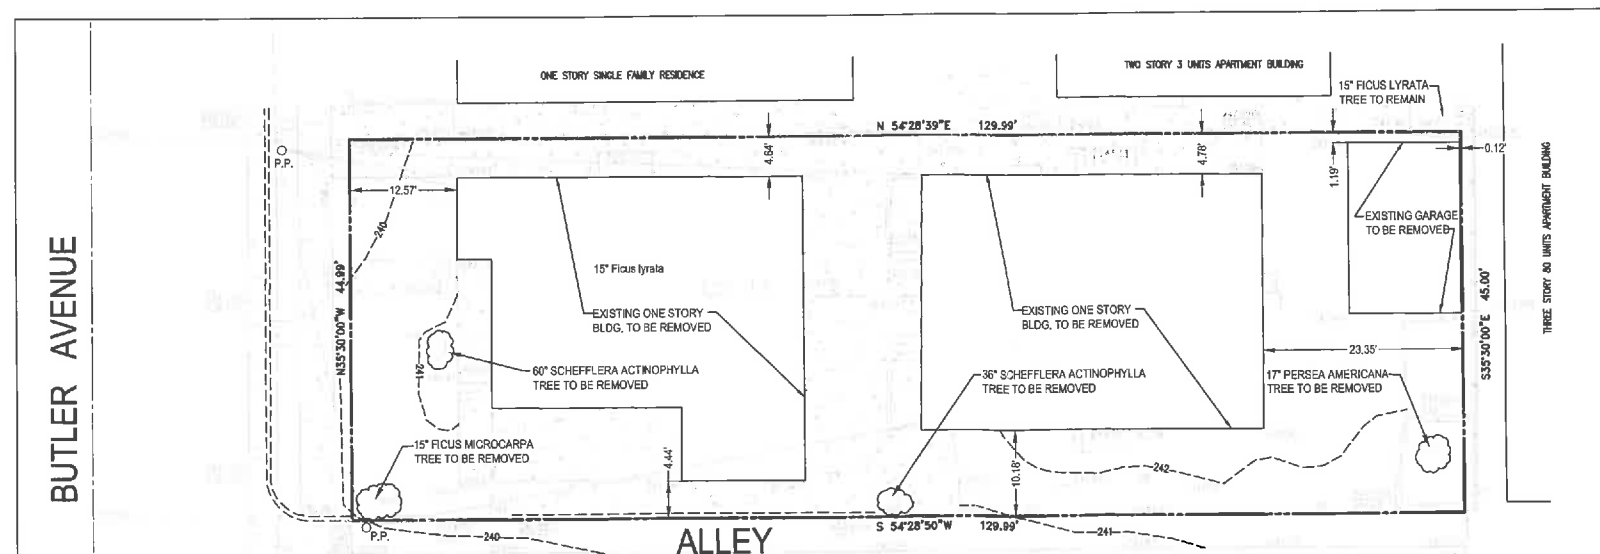 ONE STORY SINGLE FAMILY RESIDENCE
TWO STORY 3 UNITS APARTMENT BUILDING
15" FICUS LYRATA
TREE TO REMAIN
N 54°28'39"E 129.99'
P.P.
4.64'
4.78'
1.19'
0.12'
12.57'
240
EXISTING GARAGE
TO BE REMOVED
THREE STORY 80 UNITS APARTMENT BUILDING
BUTLER AVENUE
N35°30'00"W 44.99'
15" Ficus lyrata
EXISTING ONE STORY
BLDG. TO BE REMOVED
EXISTING ONE STORY
BLDG. TO BE REMOVED
S35°30'00"E 45.00'
23.35'
241
60" SCHEFFLERA ACTINOPHYLLA
TREE TO BE REMOVED
36" SCHEFFLERA ACTINOPHYLLA
TREE TO BE REMOVED
17" PERSEA AMERICANA
TREE TO BE REMOVED
15" FICUS MICROCARPA
TREE TO BE REMOVED
4.44'
10.18'
242
P.P.
240
ALLEY
S 54°28'50"W 129.99'
241